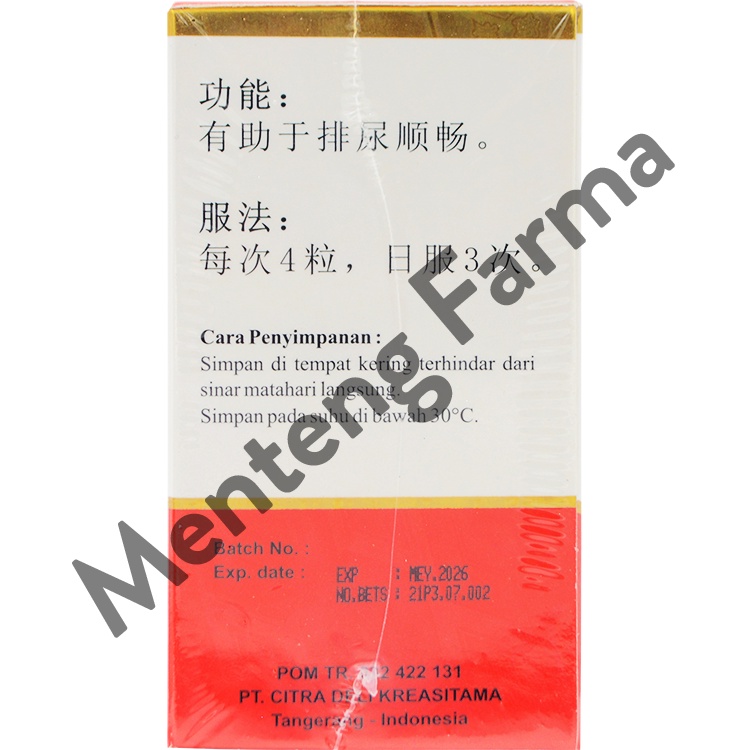 功能：
有助于排尿顺畅。
服法：
每次4粒，日服3次。
Cara Penyimpanan :
Simpan di tempat kering terhindar dari
sinar matahari langsung.
Simpan pada suhu di bawah 30°C.
Batch No. :
Exp. date :
EXP : MEY.2026
NO.BETS : 21P3.07.002
POM TR 422 131
PT. CITRA DELI KREASITAMA
Tangerang - Indonesia
Menteng Farma